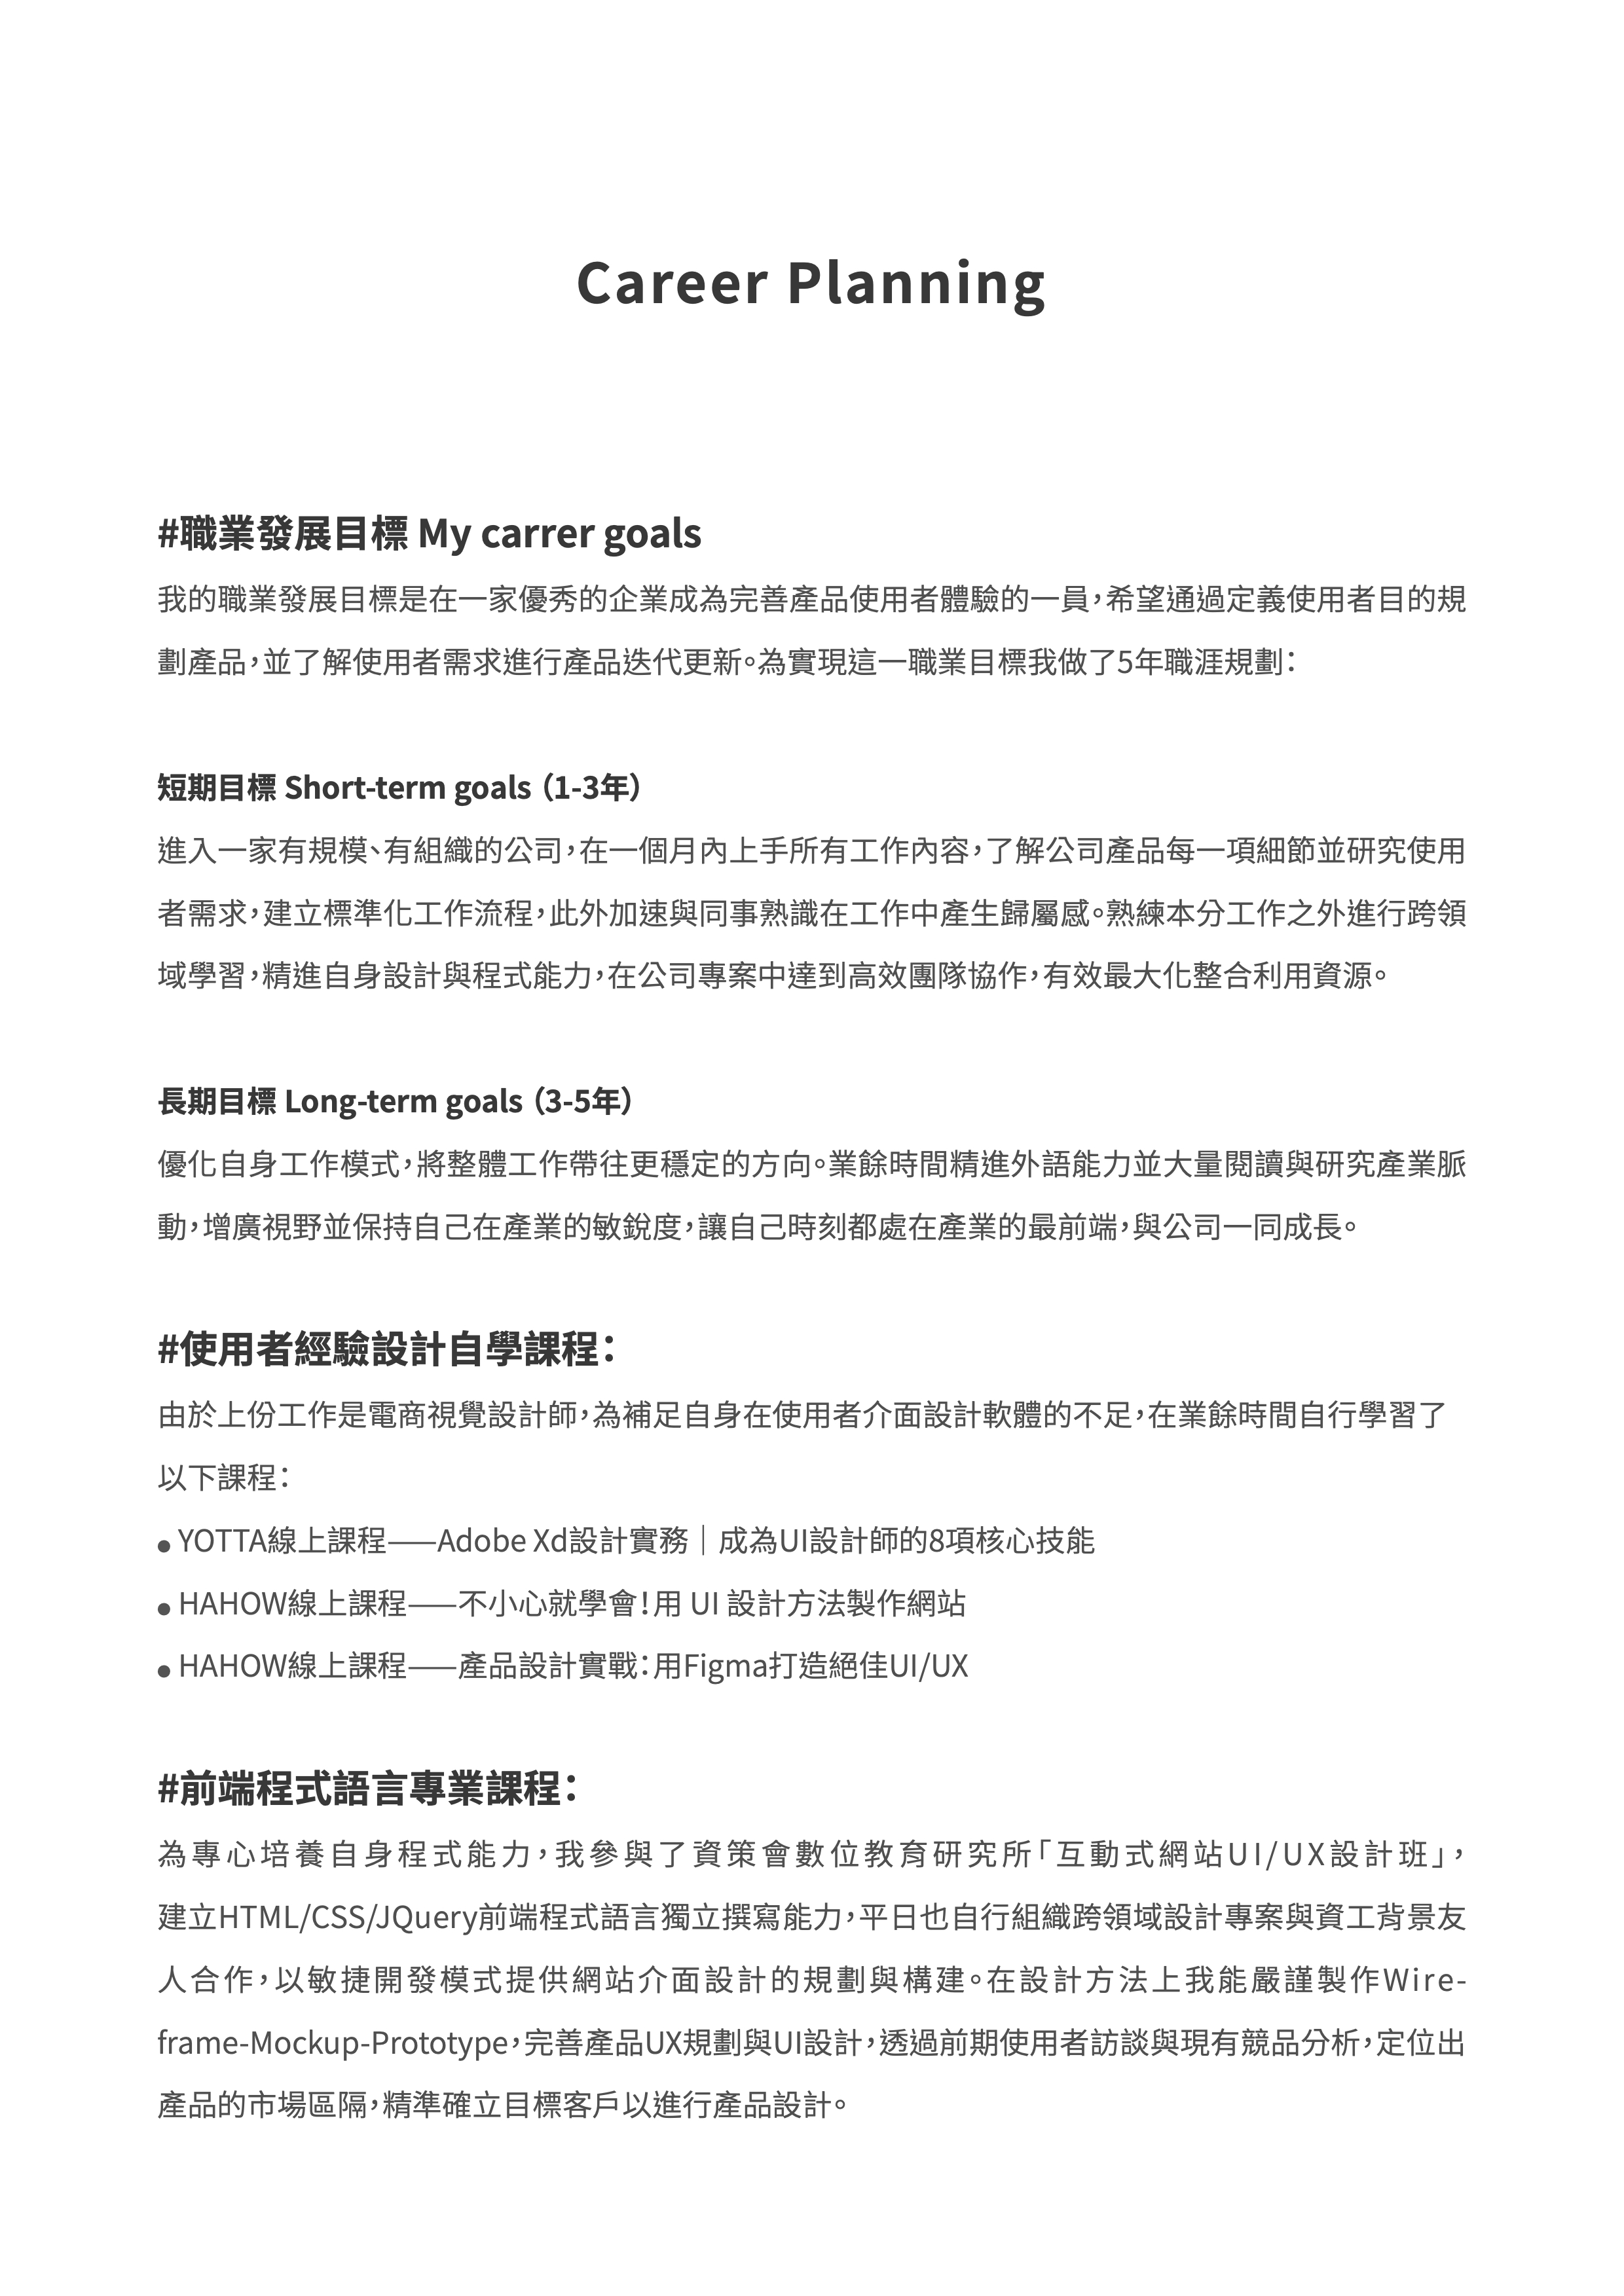 Career Planning
#職業發展目標 My carrer goals
我的職業發展目標是在一家優秀的企業成為完善產品使用者體驗的一員，希望通過定義使用者目的規
劃產品，並了解使用者需求進行產品迭代更新。為實現這一職業目標我做了5年職涯規劃：
短期目標 Short-term goals（1-3年）
進入一家有規模、有組織的公司，在一個月內上手所有工作內容，了解公司產品每一項細節並研究使用
者需求，建立標準化工作流程，此外加速與同事熟識在工作中產生歸屬感。熟練本分工作之外進行跨領
域學習，精進自身設計與程式能力，在公司專案中達到高效團隊協作，有效最大化整合利用資源。
長期目標 Long-term goals（3-5年）
優化自身工作模式，將整體工作帶往更穩定的方向。業餘時間精進外語能力並大量閱讀與研究產業脈
動，增廣視野並保持自己在產業的敏銳度，讓自己時刻都處在產業的最前端，與公司一同成長。
#使用者經驗設計自學課程：
由於上份工作是電商視覺設計師，為補足自身在使用者介面設計軟體的不足，在業餘時間自行學習了
以下課程：
● YOTTA線上課程——Adobe Xd設計實務｜成為UI設計師的8項核心技能
● HAHOW線上課程——不小心就學會！用 UI 設計方法製作網站
● HAHOW線上課程——產品設計實戰：用Figma打造絕佳UI/UX
#前端程式語言專業課程：
為專心培養自身程式能力，我參與了資策會數位教育研究所「互動式網站UI/UX設計班」，
建立HTML/CSS/JQuery前端程式語言獨立撰寫能力，平日也自行組織跨領域設計專案與資工背景友
人合作，以敏捷開發模式提供網站介面設計的規劃與構建。在設計方法上我能嚴謹製作Wire-
frame-Mockup-Prototype，完善產品UX規劃與UI設計，透過前期使用者訪談與現有競品分析，定位出
產品的市場區隔，精準確立目標客戶以進行產品設計。